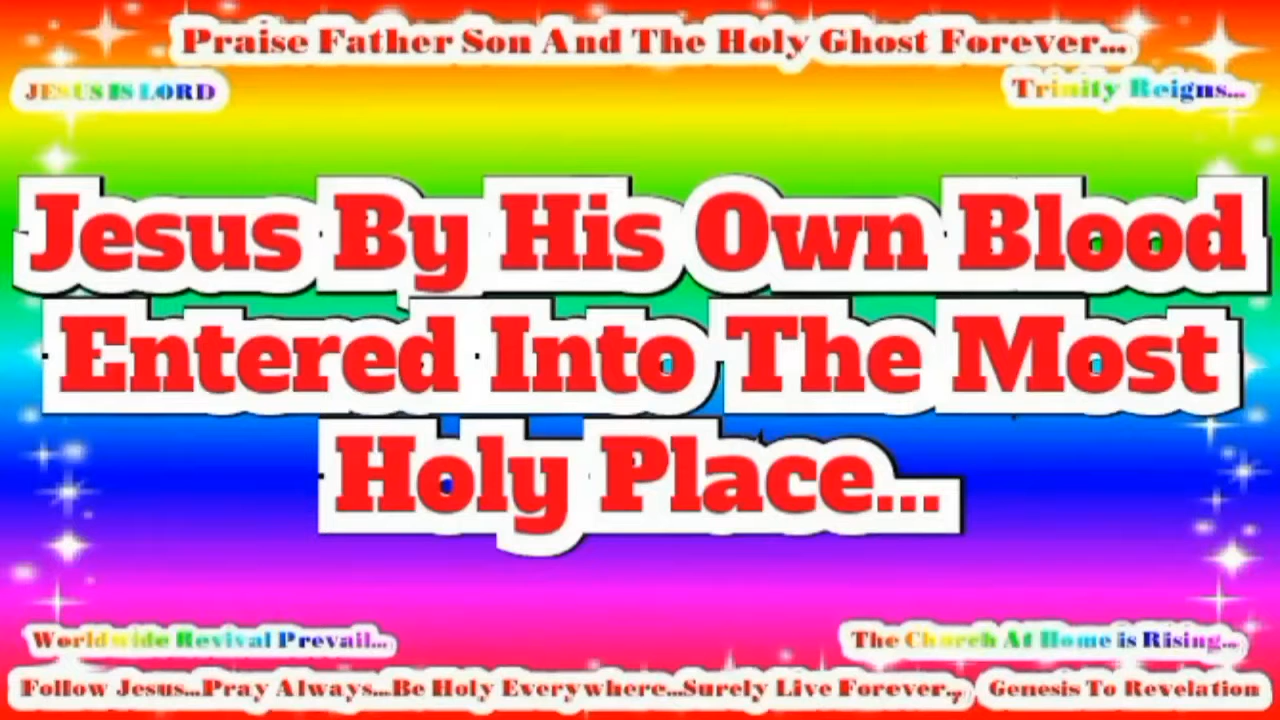 Praise Father Son And The Holy Ghost Forever...
JESUS IS LORD
Trinity Reigns...
Jesus By His Own Blood
Entered Into The Most
Holy Place...
Worldwide Revival Prevail...
The Church At Home is Rising...
Follow Jesus...Pray Always...Be Holy Everywhere...Surely Live Forever..,
Genesis To Revelation